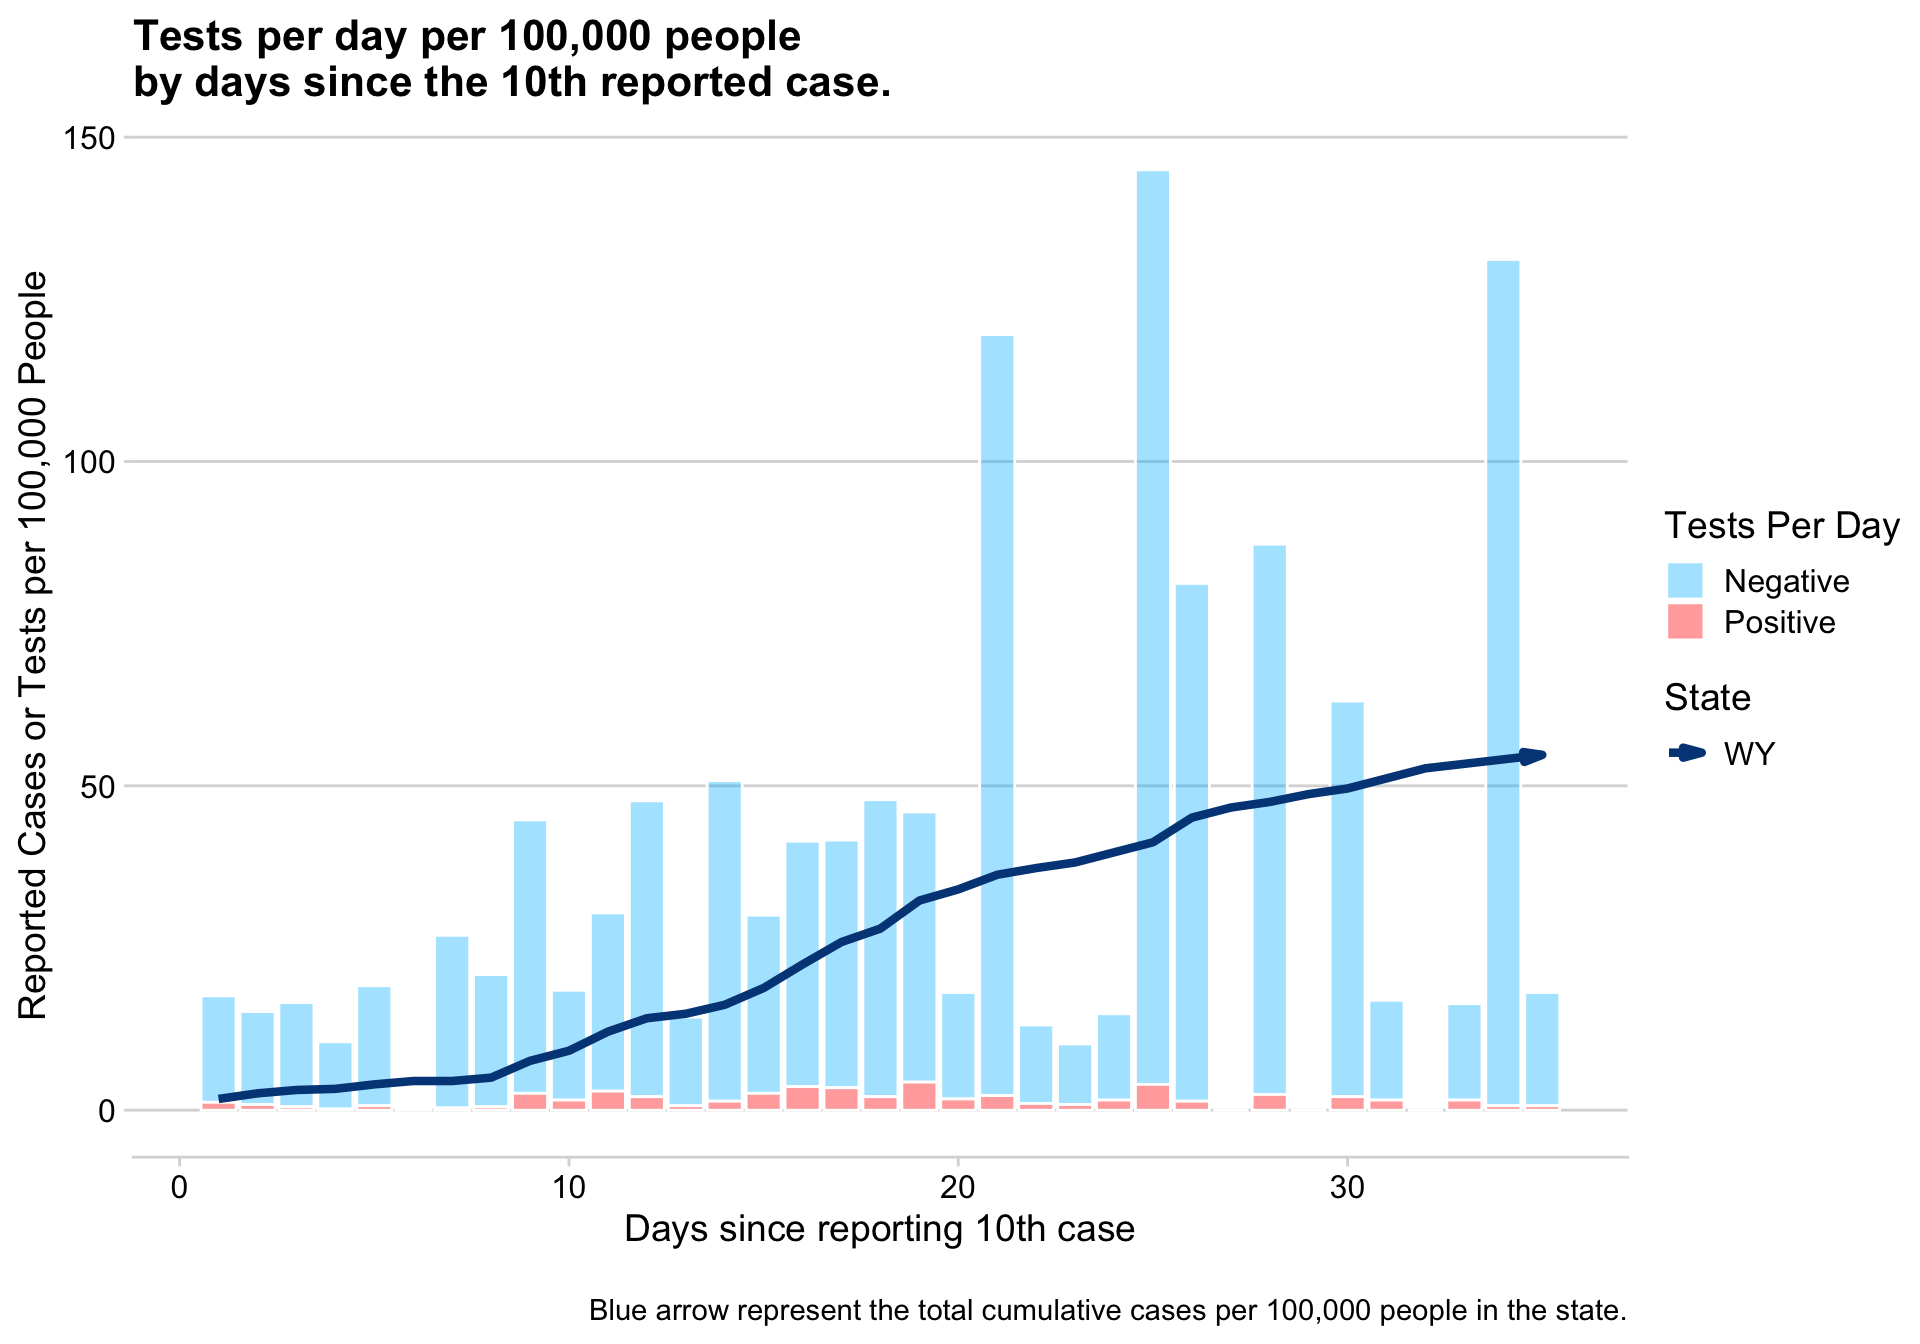 Tests per day per 100,000 people
by days since the 10th reported case.
Reported Cases or Tests per 100,000 People
150
100
50
0
0 10 20 30
Days since reporting 10th case
Tests Per Day
Negative
Positive
State
WY
Blue arrow represent the total cumulative cases per 100,000 people in the state.